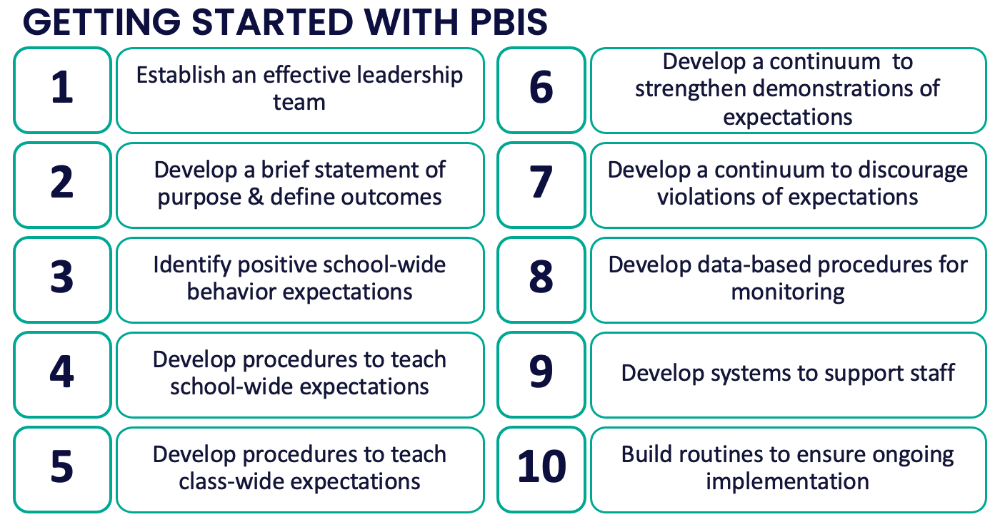 GETTING STARTED WITH PBIS
1
Establish an effective leadership
team
2
Develop a brief statement of
purpose & define outcomes
3
Identify positive school-wide
behavior expectations
4
Develop procedures to teach
school-wide expectations
5
Develop procedures to teach
class-wide expectations
6
Develop a continuum  to
strengthen demonstrations of
expectations
7
Develop a continuum to discourage
violations of expectations
8
Develop data-based procedures for
monitoring
9
Develop systems to support staff
10
Build routines to ensure ongoing
implementation